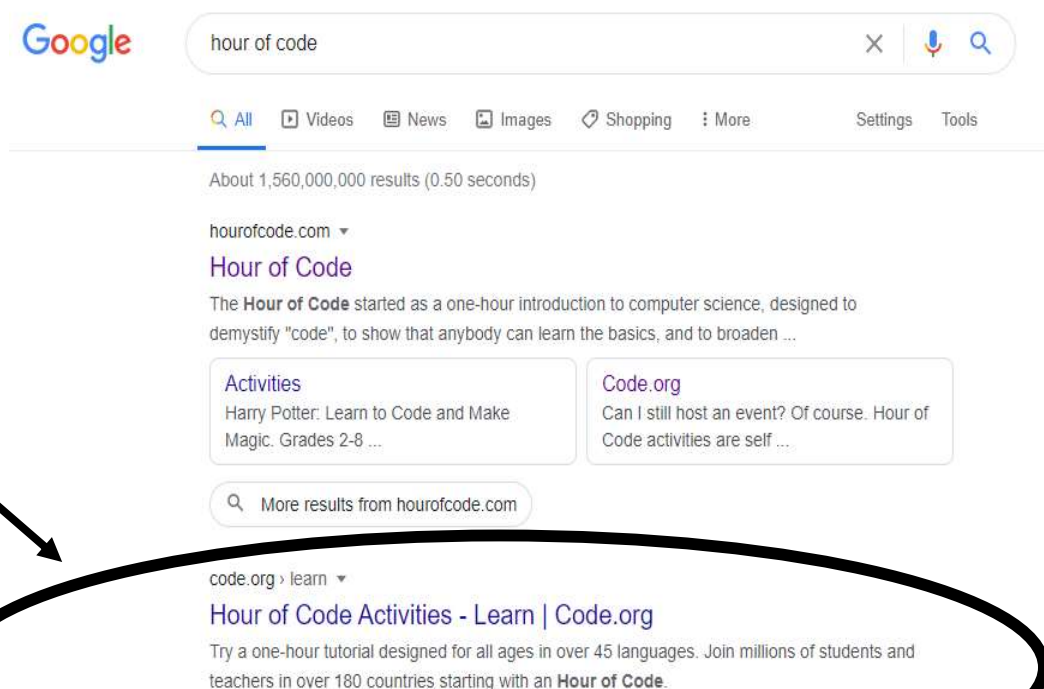 Google
hour of code
All Videos News Images Shopping More Settings Tools
About 1,560,000,000 results (0.50 seconds)
hourofcode.com
Hour of Code
The Hour of Code started as a one-hour introduction to computer science, designed to
demystify "code", to show that anybody can learn the basics, and to broaden ...
Activities
Harry Potter: Learn to Code and Make
Magic. Grades 2-8 ...
Code.org
Can I still host an event? Of course. Hour of
Code activities are self ...
More results from hourofcode.com
code.org › learn
Hour of Code Activities - Learn | Code.org
Try a one-hour tutorial designed for all ages in over 45 languages. Join millions of students and
teachers in over 180 countries starting with an Hour of Code.